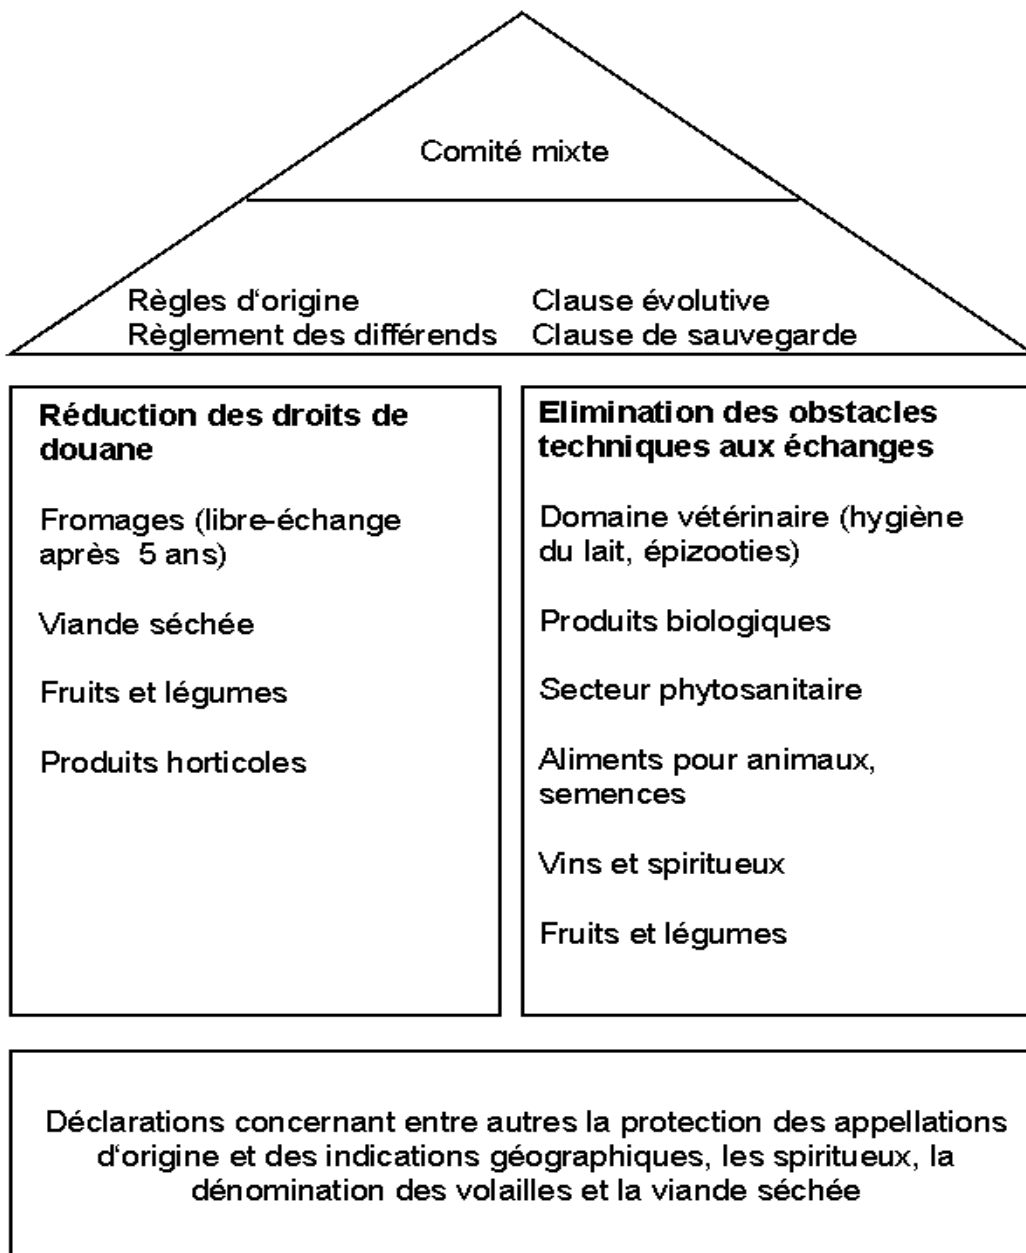 Comité mixte
Règles d‘origine
Règlement des différends
Clause évolutive
Clause de sauvegarde
Réduction des droits de
douane
Fromages (libre-échange
après 5 ans)
Viande séchée
Fruits et légumes
Produits horticoles
Elimination des obstacles
techniques aux échanges
Domaine vétérinaire (hygiène
du lait, épizooties)
Produits biologiques
Secteur phytosanitaire
Aliments pour animaux,
semences
Vins et spiritueux
Fruits et légumes
Déclarations concernant entre autres la protection des appellations
d‘origine et des indications géographiques, les spiritueux, la
dénomination des volailles et la viande séchée